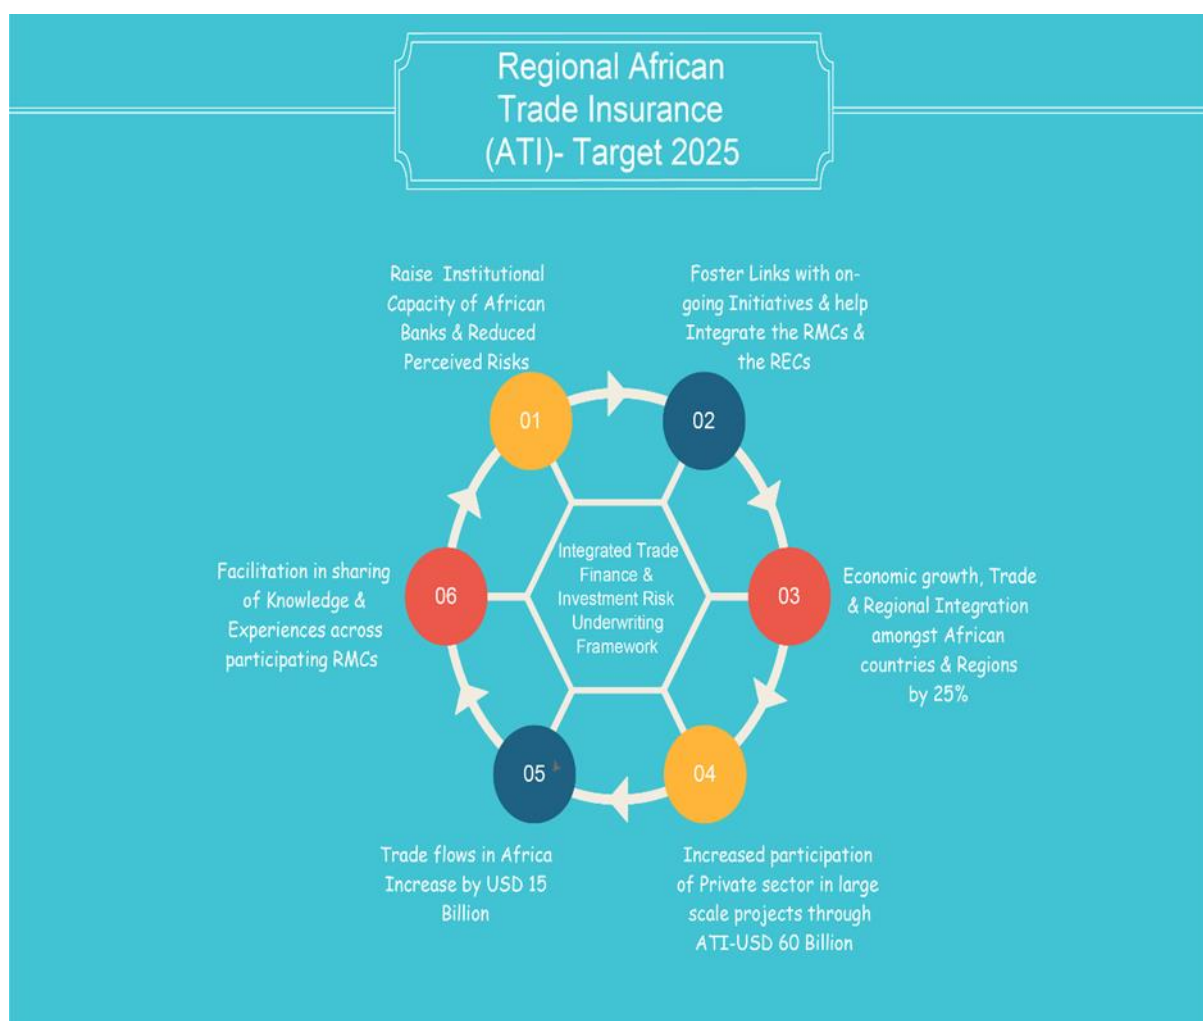 Regional African
Trade Insurance
(ATI)- Target 2025
Raise Institutional
Capacity of African
Banks & Reduced
Perceived Risks
Foster Links with on-
going Initiatives & help
Integrate the RMCs &
the RECs
01
02
Integrated Trade
Finance &
Investment Risk
Underwriting
Framework
03
Economic growth, Trade
& Regional Integration
amongst African
countries & Regions
by 25%
04
Increased participation
of Private sector in large
scale projects through
ATI-USD 60 Billion
05
Trade flows in Africa
Increase by USD 15
Billion
06
Facilitation in sharing
of Knowledge &
Experiences across
participating RMCs